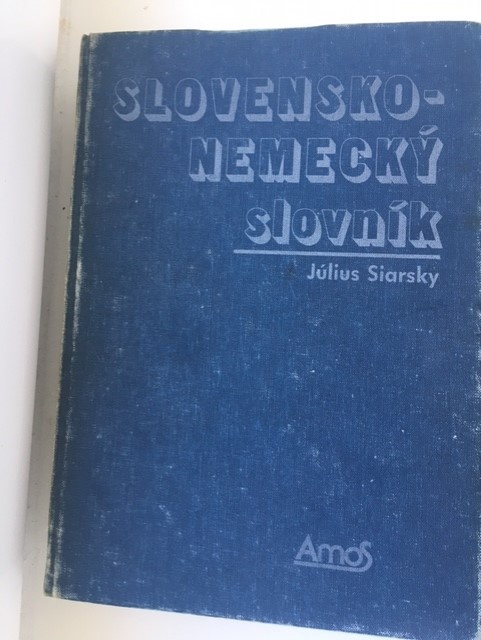 SLOVENSKO-
NEMECKÝ
slovník
Július Siarsky
Amos